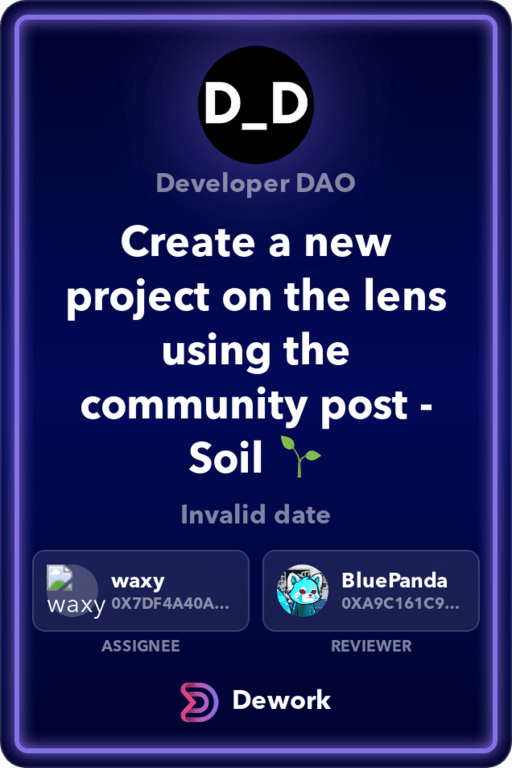 D_D
Developer DAO
Create a new
project on the lens
using the
community post -
Soil 🌱
Invalid date
waxy
waxy
0X7DF4A40A...
BluePanda
0XA9C161C9...
ASSIGNEE
REVIEWER
Dework